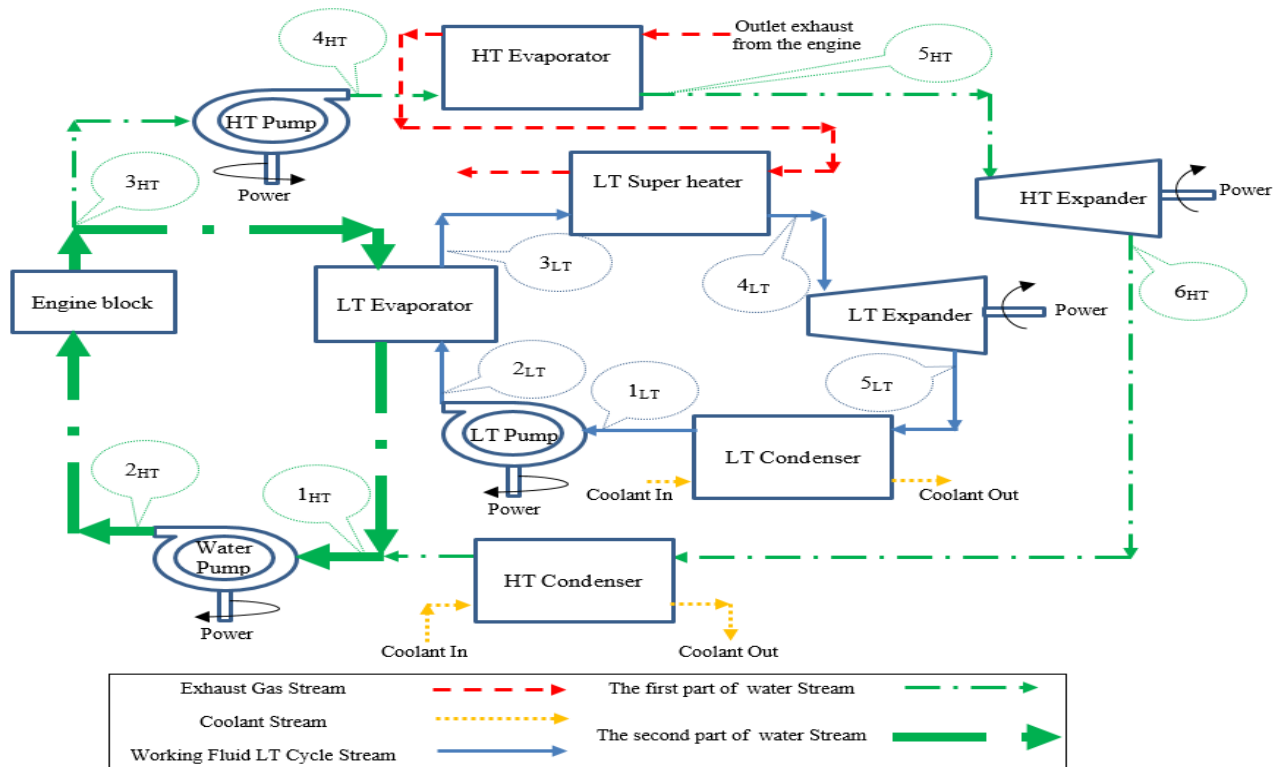 Outlet exhaust
from the engine
4HT
HT Evaporator
5HT
HT Pump
Power
3HT
LT Super heater
HT Expander
Power
3LT
4LT
6HT
Engine block
LT Evaporator
LT Expander
Power
2LT
1LT
5LT
LT Pump
LT Condenser
Power
Coolant In
Coolant Out
2HT
1HT
Water
Pump
HT Condenser
Power
Coolant In
Coolant Out
Exhaust Gas Stream
The first part of water Stream
Coolant Stream
The second part of water Stream
Working Fluid LT Cycle Stream